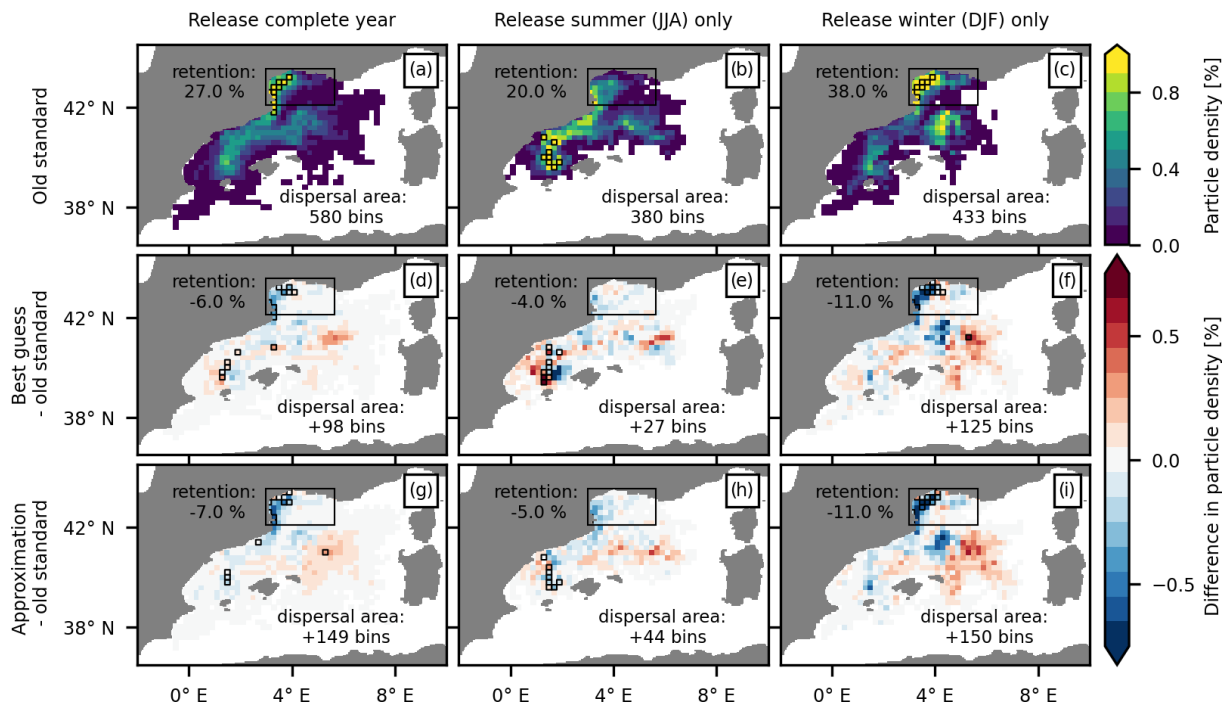 Release complete year
Release summer (JJA) only
Release winter (DJF) only
Old standard
42° N
38° N
retention:
27.0 %
(a)
dispersal area:
580 bins
retention:
20.0 %
(b)
dispersal area:
380 bins
retention:
38.0 %
(c)
dispersal area:
433 bins
0.8
0.4
0.0
Particle density [%]
Best guess
- old standard
42° N
38° N
retention:
-6.0 %
(d)
dispersal area:
+98 bins
retention:
-4.0 %
(e)
dispersal area:
+27 bins
retention:
-11.0 %
(f)
dispersal area:
+125 bins
Approximation
- old standard
42° N
38° N
retention:
-7.0 %
(g)
dispersal area:
+149 bins
retention:
-5.0 %
(h)
dispersal area:
+44 bins
retention:
-11.0 %
(i)
dispersal area:
+150 bins
0.5
0.0
−0.5
Difference in particle density [%]
0° E
4° E
8° E
0° E
4° E
8° E
0° E
4° E
8° E